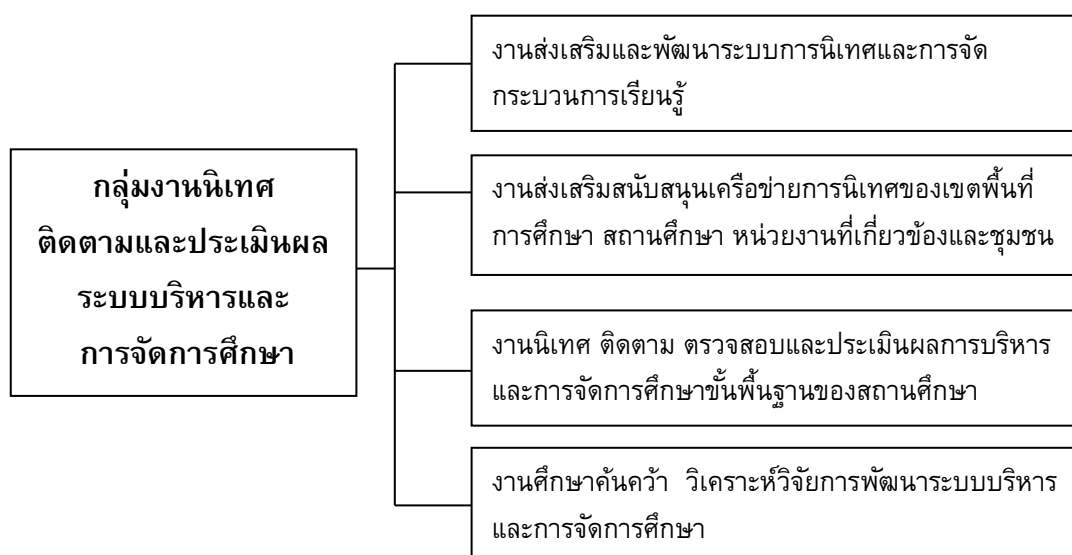 กลุ่มงานนิเทศ
ติดตามและประเมินผล
ระบบบริหารและ
การจัดการศึกษา
งานส่งเสริมและพัฒนาระบบการนิเทศและการจัด
กระบวนการเรียนรู้
งานส่งเสริมสนับสนุนเครือข่ายการนิเทศของเขตพื้นที่
การศึกษา สถานศึกษา หน่วยงานที่เกี่ยวข้องและชุมชน
งานนิเทศ ติดตาม ตรวจสอบและประเมินผลการบริหาร
และการจัดการศึกษาขั้นพื้นฐานของสถานศึกษา
งานศึกษาค้นคว้า วิเคราะห์วิจัยการพัฒนาระบบบริหาร
และการจัดการศึกษา